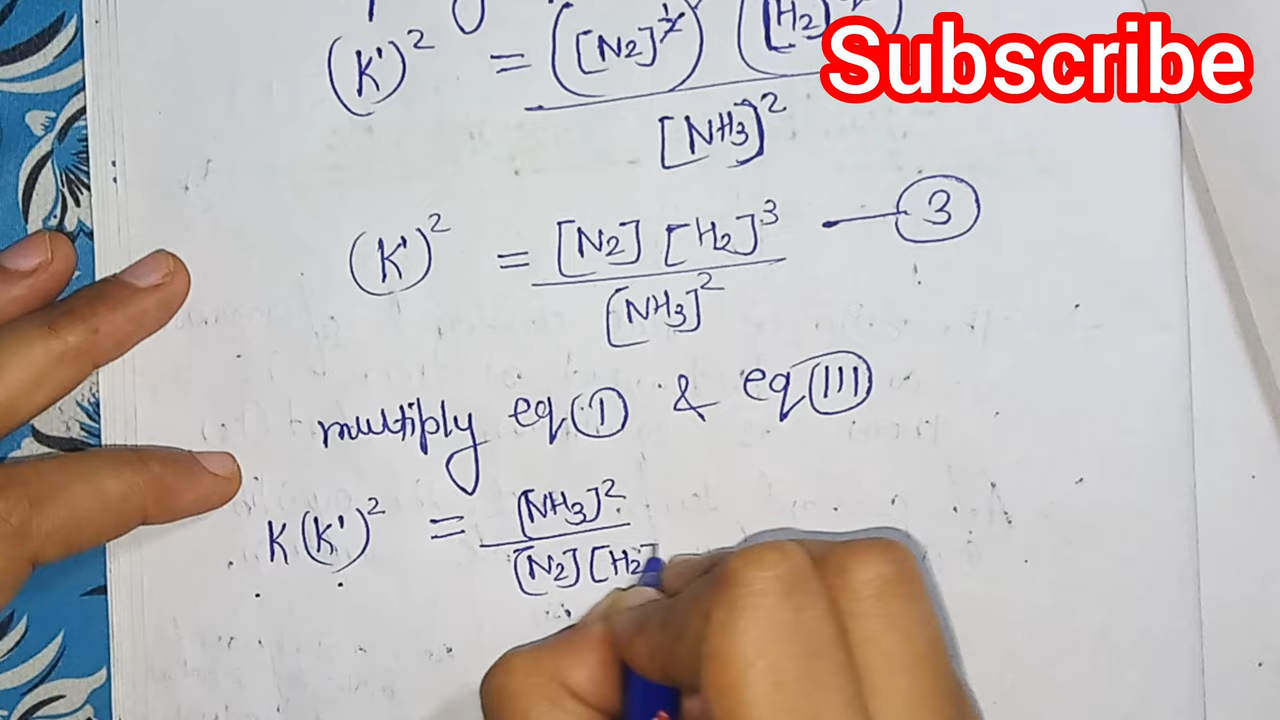 Subscribe
(K')² = ([N2]^½)² ([H2]
[NH3]²
(K')² = [N2] [H2]³ — 3
[NH3]²
multiply eq I & eq III
K(K')² = [NH3]²
[N2] [H2]